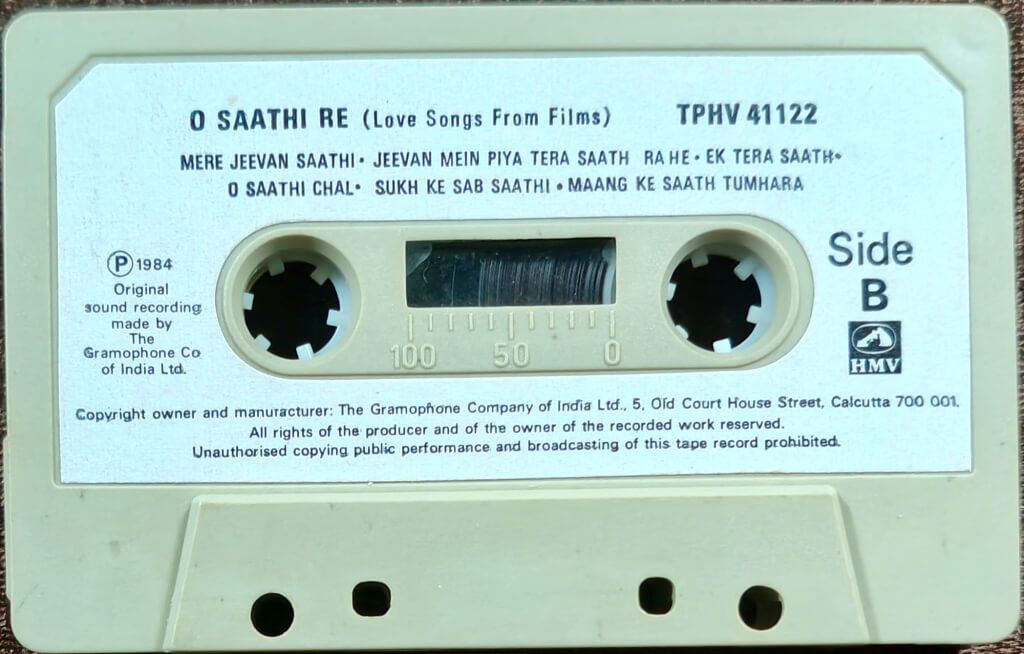 O SAATHI RE (Love Songs From Films) TPHV 41122
MERE JEEVAN SAATHI • JEEVAN MEIN PIYA TERA SAATH RAHE • EK TERA SAATH •
O SAATHI CHAL • SUKH KE SAB SAATHI • MAANG KE SAATH TUMHARA
Ⓟ 1984
Original
sound recording
made by
The
Gramophone Co
of India Ltd.
Side
B
HMV
100 50 0
Copyright owner and manufacturer: The Gramophone Company of India Ltd., 5, Old Court House Street, Calcutta 700 001.
All rights of the producer and of the owner of the recorded work reserved.
Unauthorised copying public performance and broadcasting of this tape record prohibited.